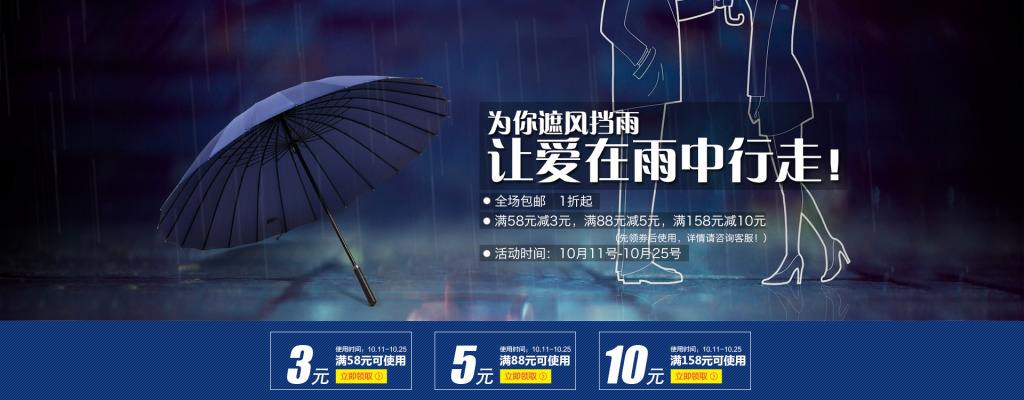 为你遮风挡雨
让爱在雨中行走!
全场包邮 1折起
满58元减3元，满88元减5元，满158元减10元
(先领券后使用，详情请咨询客服！)
活动时间：10月11号-10月25号
3元
使用时间：10.11~10.25
满58元可使用
立即领取
5元
使用时间：10.11~10.25
满88元可使用
立即领取
10元
使用时间：10.11~10.25
满158元可使用
立即领取